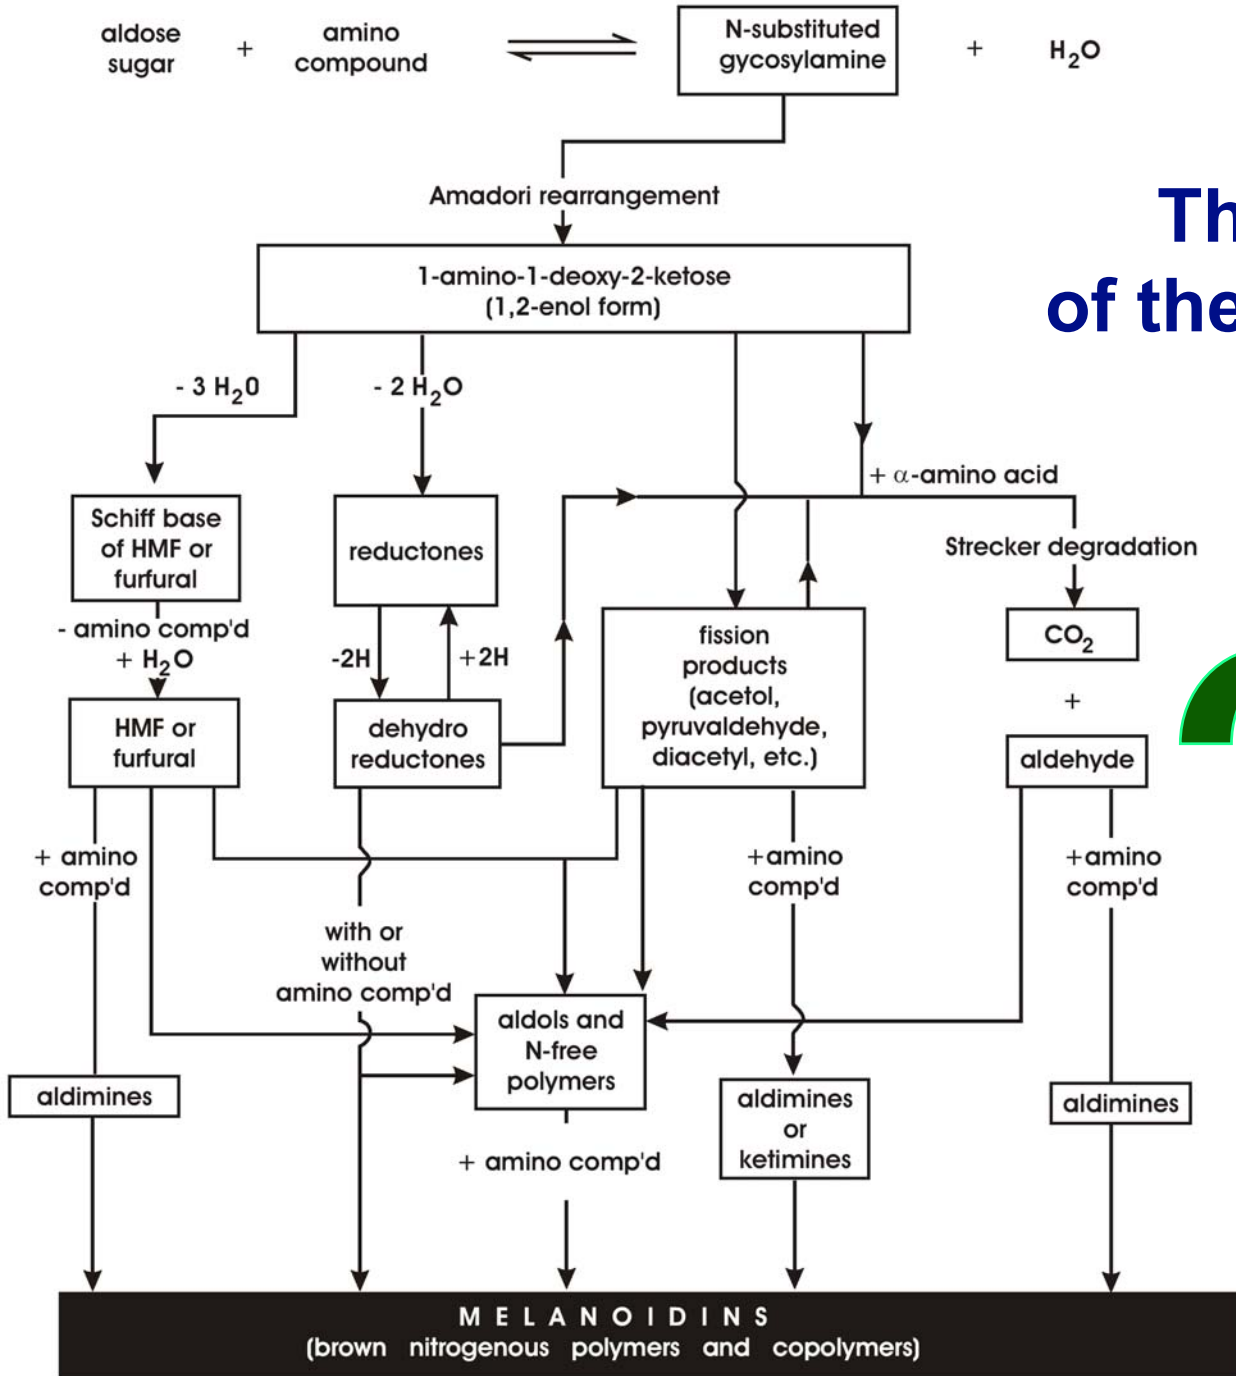 aldose
sugar
+
amino
compound
N-substituted
gycosylamine
+
H2O
Amadori rearrangement
Th
of the
1-amino-1-deoxy-2-ketose
(1,2-enol form)
- 3 H20
- 2 H2O
+ α-amino acid
Schiff base
of HMF or
furfural
reductones
Strecker degradation
- amino comp'd
+ H2O
-2H
+2H
fission
products
(acetol,
pyruvaldehyde,
diacetyl, etc.)
CO2
+
aldehyde
HMF or
furfural
dehydro
reductones
+ amino
comp'd
with or
without
amino comp'd
+amino
comp'd
+amino
comp'd
aldols and
N-free
polymers
aldimines
+ amino comp'd
aldimines
or
ketimines
aldimines
MELANOIDINS
(brown nitrogenous polymers and copolymers)